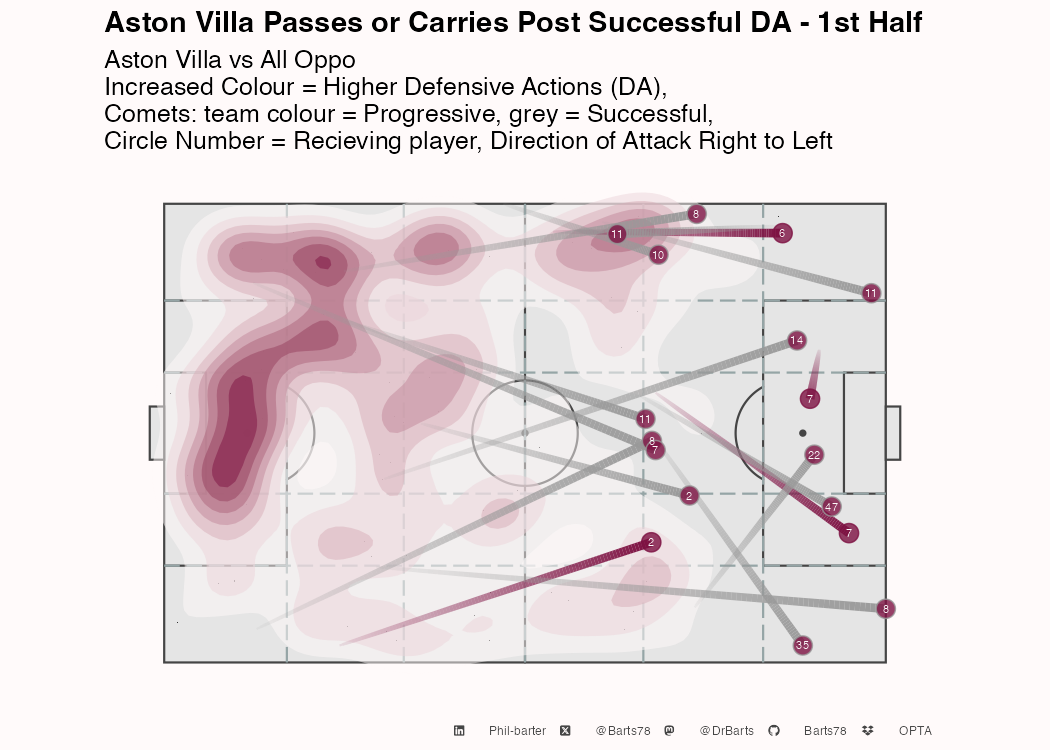 Aston Villa Passes or Carries Post Successful DA - 1st Half
Aston Villa vs All Oppo
Increased Colour = Higher Defensive Actions (DA),
Comets: team colour = Progressive, grey = Successful,
Circle Number = Recieving player, Direction of Attack Right to Left
8
11
6
10
11
14
7
11
8
7
22
2
47
7
2
8
35
Phil-barter @Barts78 @DrBarts Barts78 OPTA